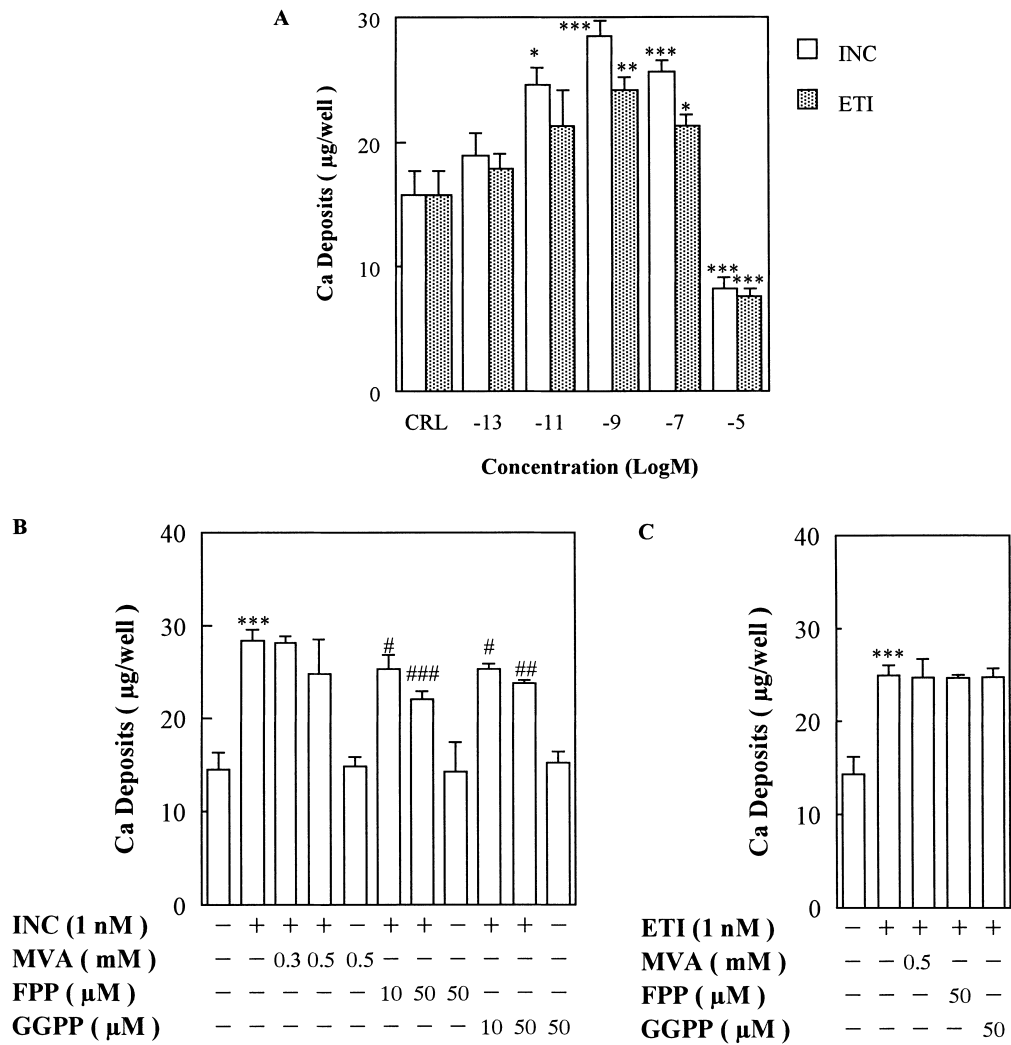 A
30
20
10
0
Ca Deposits ( µg/well )
*
***
**
***
*
***
***
INC
ETI
CRL -13 -11 -9 -7 -5
Concentration (LogM)
B
40
30
20
10
0
Ca Deposits ( µg/well )
***
#
###
#
##
INC (1 nM ) − + + + − + + − + + −
MVA ( mM ) − − 0.3 0.5 0.5 − − − − − −
FPP ( µM ) − − − − − 10 50 50 − − −
GGPP ( µM ) − − − − − − − − 10 50 50
C
40
30
20
10
0
Ca Deposits ( µg/well )
***
ETI (1 nM ) − + + + +
MVA ( mM ) − − 0.5 − −
FPP ( µM ) − − − 50 −
GGPP ( µM ) − − − − 50